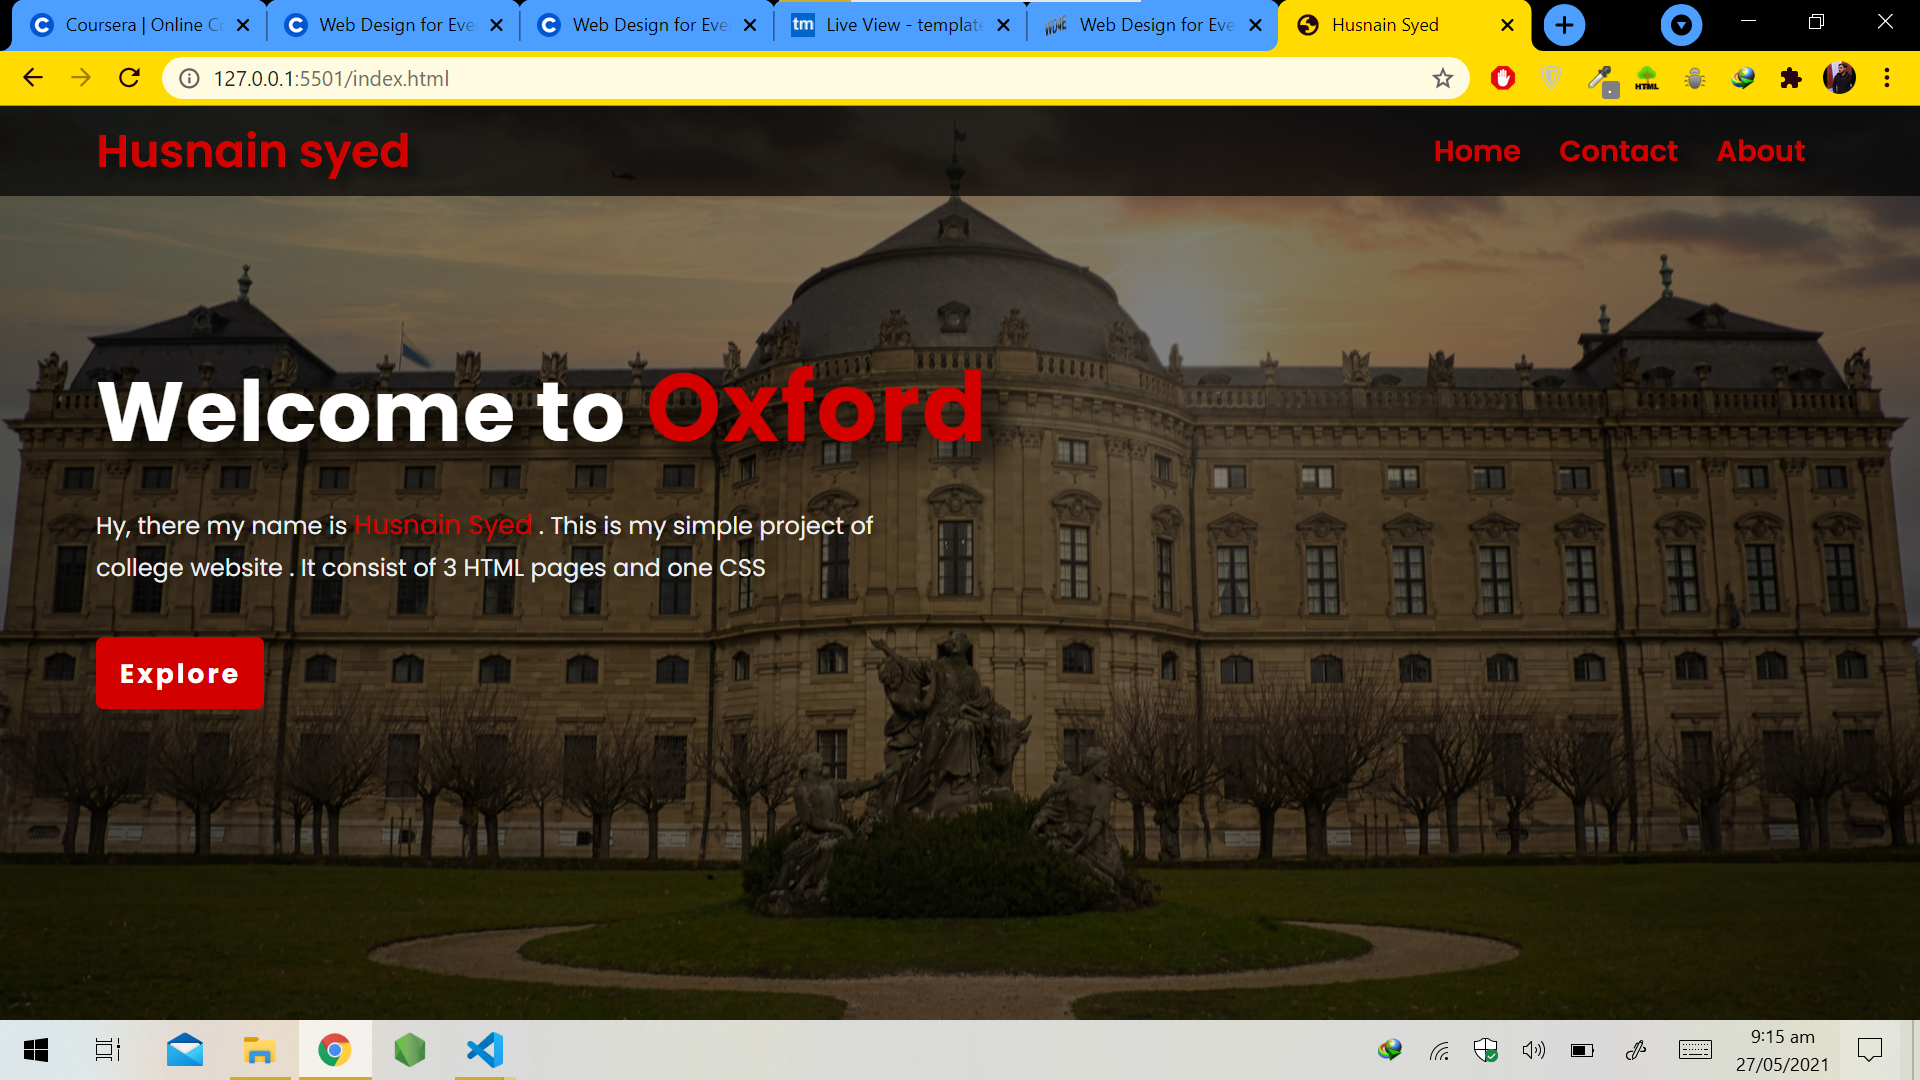 Coursera | Online Co
Web Design for Eve
Web Design for Eve
tm
Live View - template
Web Design for Eve
Husnain Syed
127.0.0.1:5501/index.html
HTML
Husnain syed
Home
Contact
About
Welcome to Oxford
Hy, there my name is Husnain Syed . This is my simple project of
college website . It consist of 3 HTML pages and one CSS
Explore
9:15 am
27/05/2021